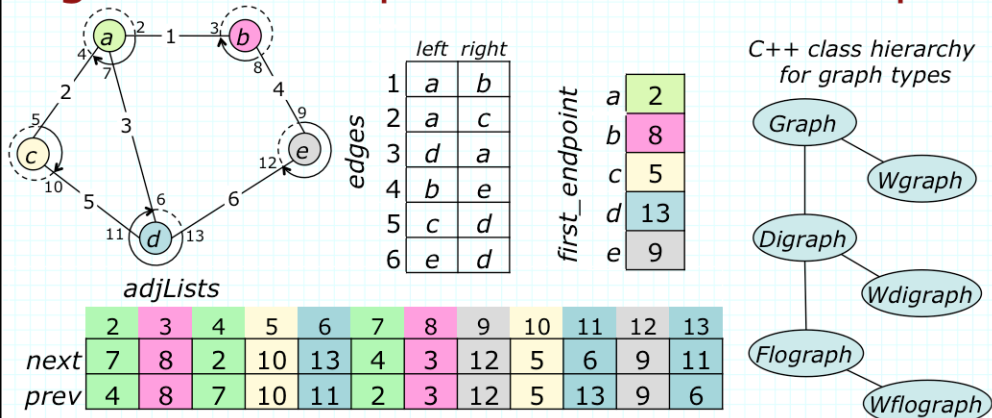 a
2
1
3
b
4
7
8
2
3
4
5
c
10
9
12
e
5
6
6
11
d
13
left right
1 a b
2 a c
3 d a
4 b e
5 c d
6 e d
edges
first_endpoint
a 2
b 8
c 5
d 13
e 9
C++ class hierarchy
for graph types
Graph
Wgraph
Digraph
Wdigraph
Flograph
Wflograph
adjLists
2 3 4 5 6 7 8 9 10 11 12 13
next 7 8 2 10 13 4 3 12 5 6 9 11
prev 4 8 7 10 11 2 3 12 5 13 9 6